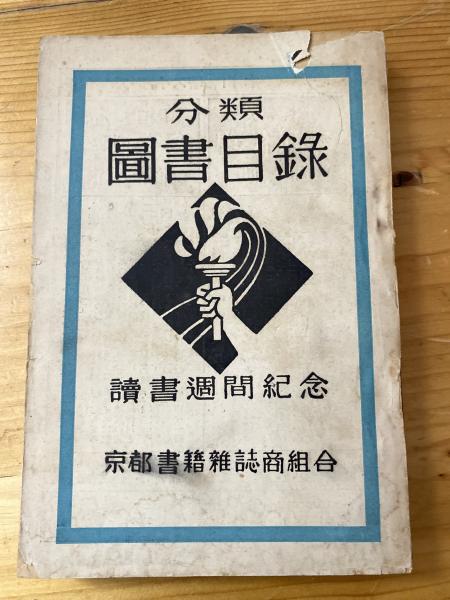 分類
圖書目錄
讀書週間紀念
京都書籍雜誌商組合